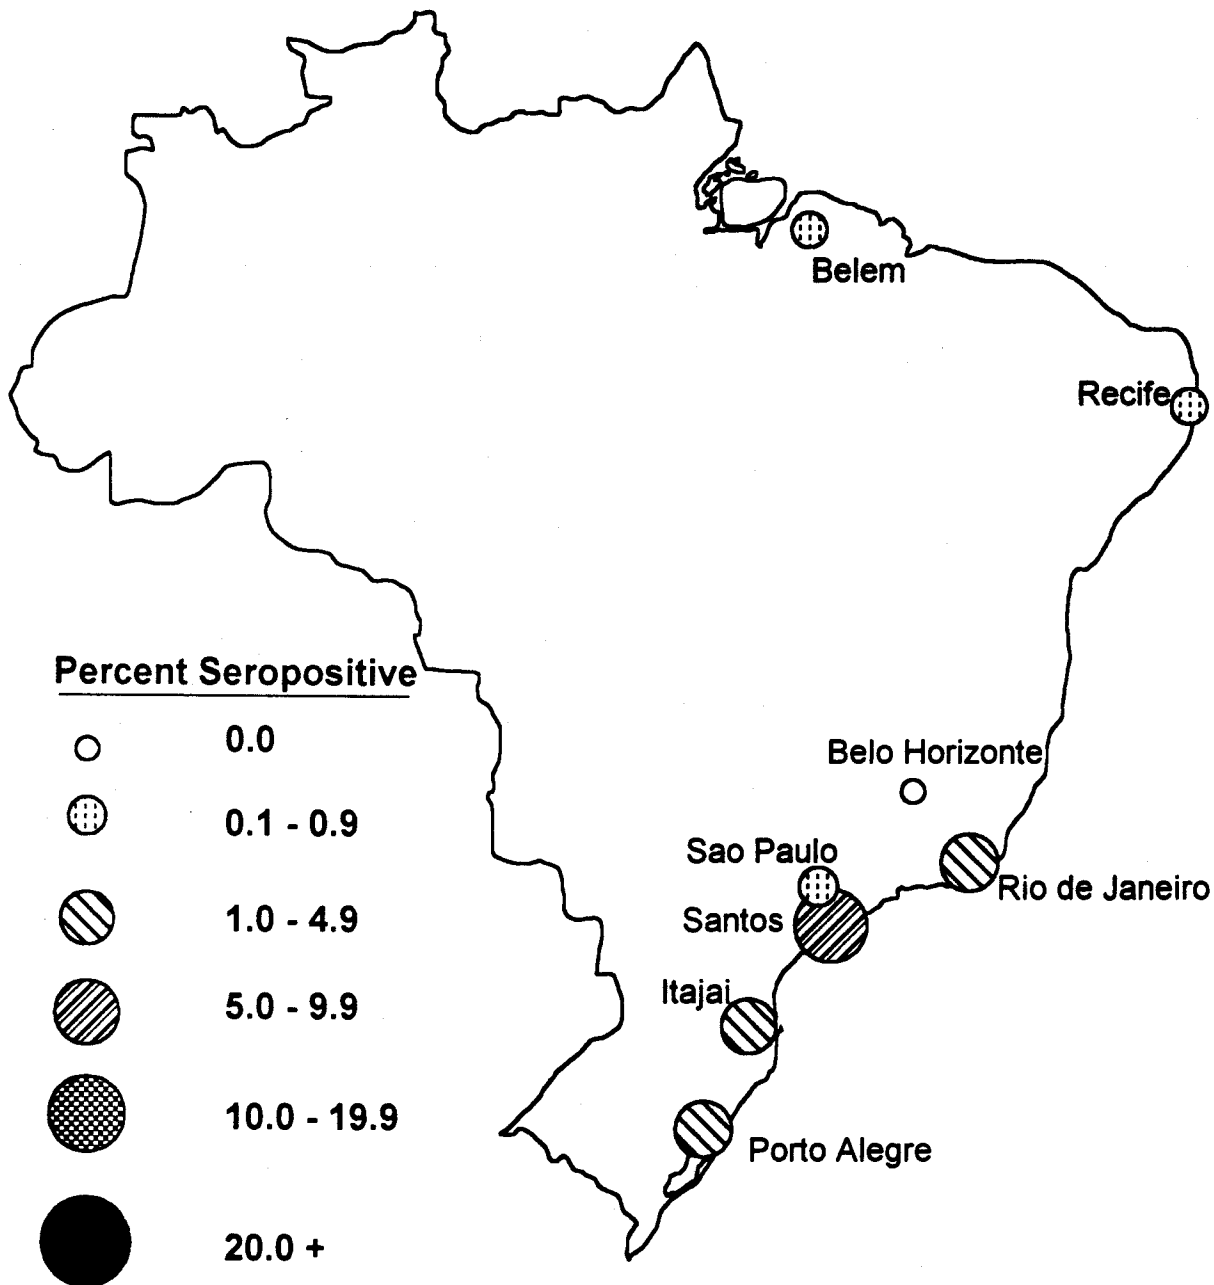 Belem
Recife
Percent Seropositive
0.0
0.1 - 0.9
1.0 - 4.9
5.0 - 9.9
10.0 - 19.9
20.0 +
Belo Horizonte
Sao Paulo
Rio de Janeiro
Santos
Itajai
Porto Alegre